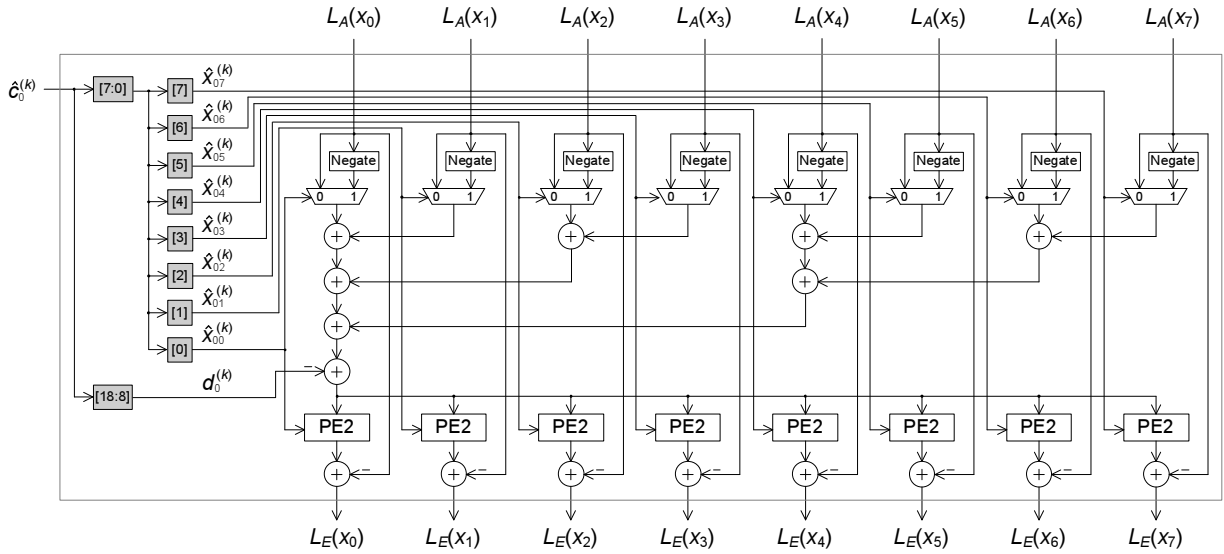 L_A(x_0) L_A(x_1) L_A(x_2) L_A(x_3) L_A(x_4) L_A(x_5) L_A(x_6) L_A(x_7)
ĉ_0^(k) [7:0] [7] x̂_07^(k)
[6] x̂_06^(k)
[5] x̂_05^(k)
[4] x̂_04^(k)
[3] x̂_03^(k)
[2] x̂_02^(k)
[1] x̂_01^(k)
[0] x̂_00^(k)
[18:8] d_0^(k)
Negate Negate Negate Negate Negate Negate Negate Negate
0 1 0 1 0 1 0 1 0 1 0 1 0 1 0 1
+ + + +
+ +
+
− +
PE2 PE2 PE2 PE2 PE2 PE2 PE2 PE2
+ − + − + − + − + − + − + − + −
L_E(x_0) L_E(x_1) L_E(x_2) L_E(x_3) L_E(x_4) L_E(x_5) L_E(x_6) L_E(x_7)